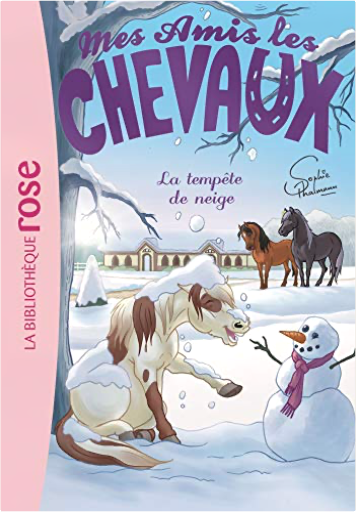 Mes Amis les
CHEVAUX
La tempête
de neige
Sophie
Thalmann
LA BIBLIOTHÈQUE rose